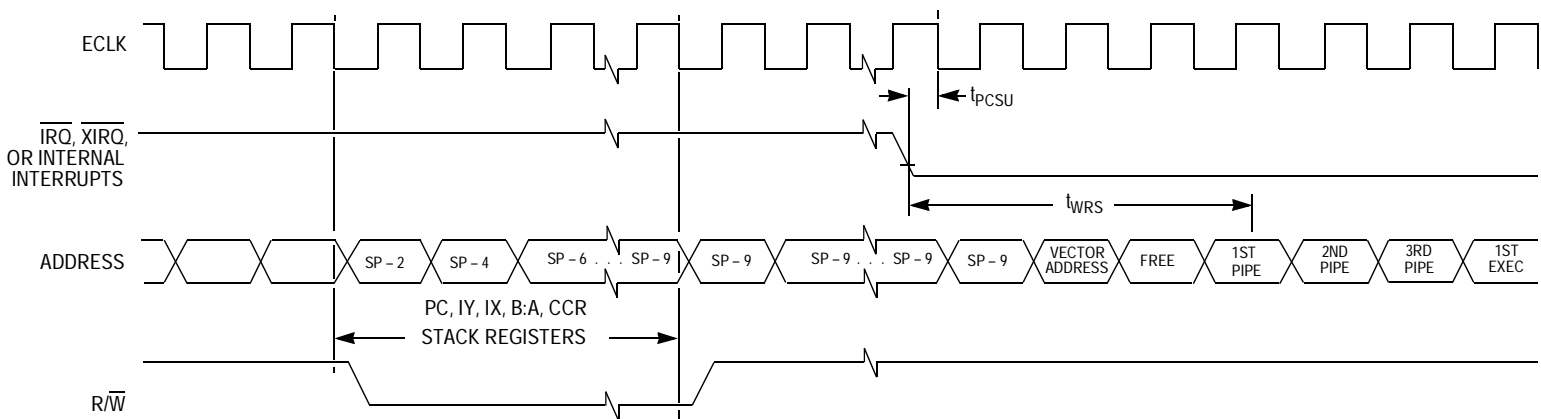 ECLK
tPCSU
IRQ, XIRQ,
OR INTERNAL
INTERRUPTS
tWRS
ADDRESS
SP – 2
SP – 4
SP – 6 . . . SP – 9
SP – 9
SP – 9 . . . SP – 9
SP – 9
VECTOR
ADDRESS
FREE
1ST
PIPE
2ND
PIPE
3RD
PIPE
1ST
EXEC
PC, IY, IX, B:A, CCR
STACK REGISTERS
R/W